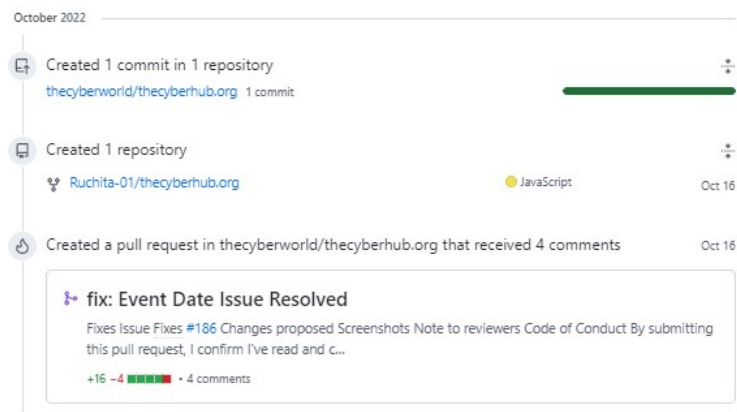 October 2022
Created 1 commit in 1 repository
thecyberworld/thecyberhub.org 1 commit
Created 1 repository
Ruchita-01/thecyberhub.org JavaScript Oct 16
Created a pull request in thecyberworld/thecyberhub.org that received 4 comments Oct 16
fix: Event Date Issue Resolved
Fixes Issue Fixes #186 Changes proposed Screenshots Note to reviewers Code of Conduct By submitting
this pull request, I confirm I've read and c...
+16 −4 • 4 comments